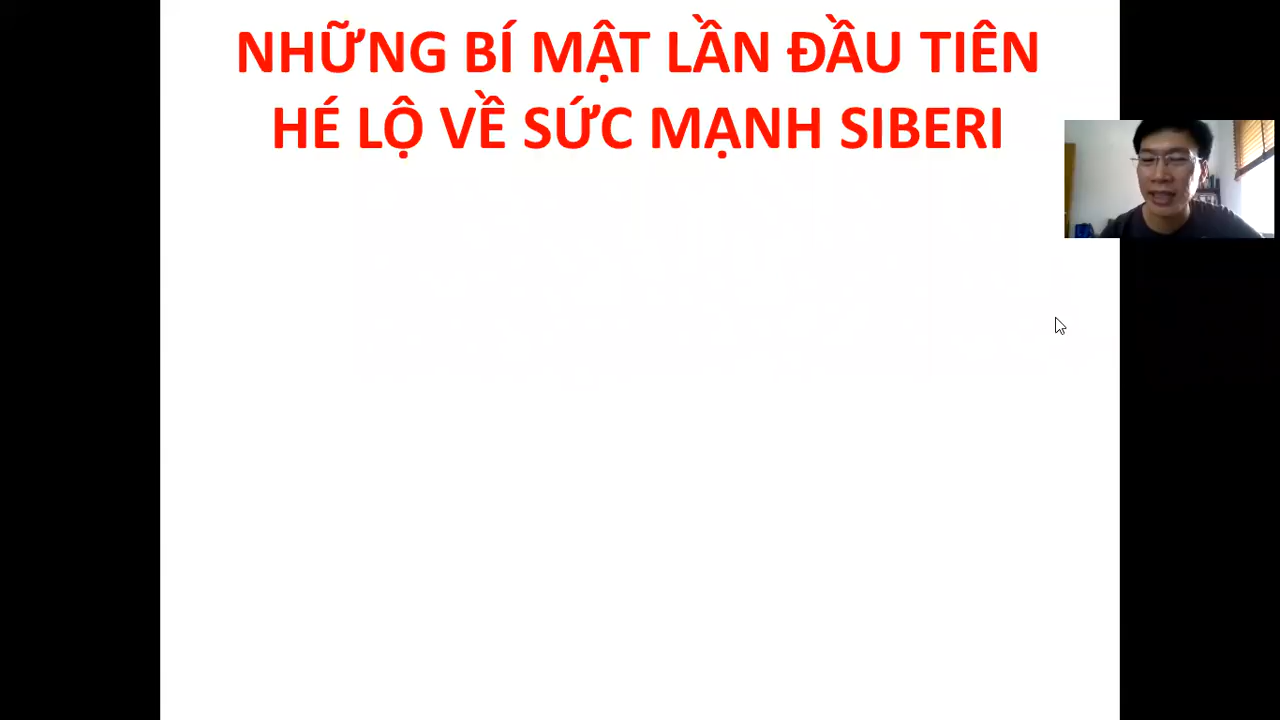 NHỮNG BÍ MẬT LẦN ĐẦU TIÊN
HÉ LỘ VỀ SỨC MẠNH SIBERI